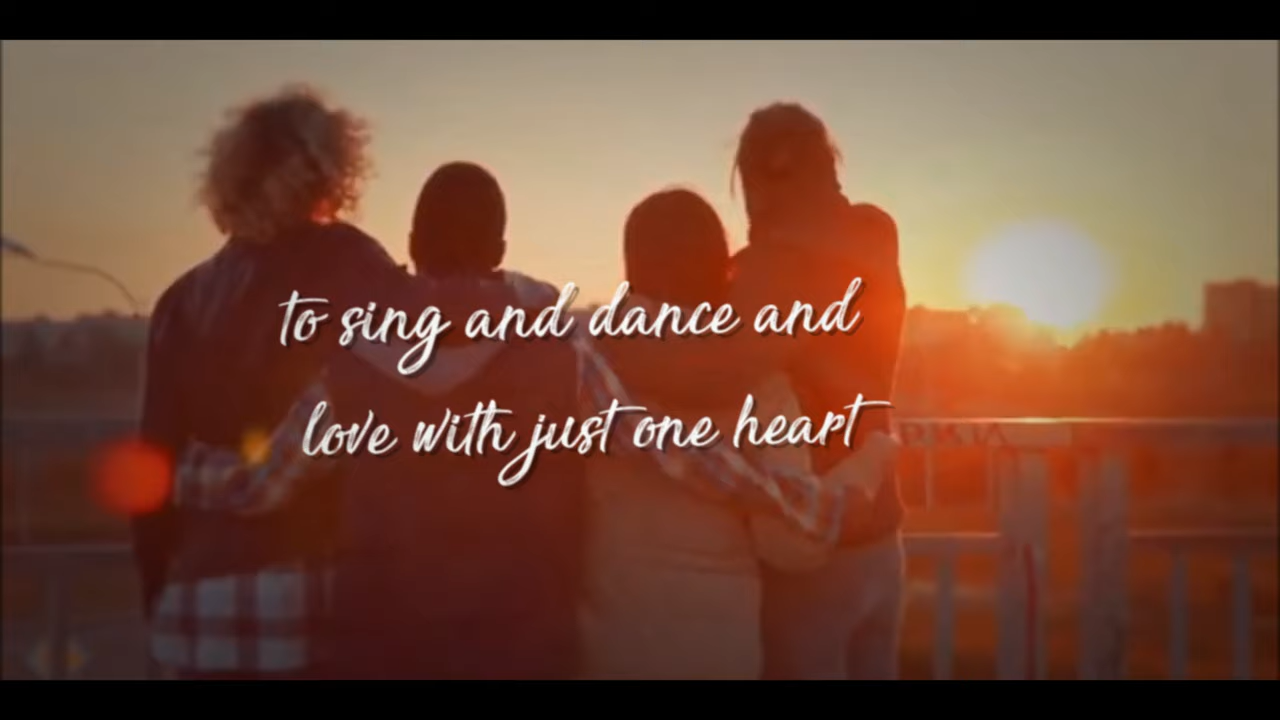 to sing and dance and
love with just one heart